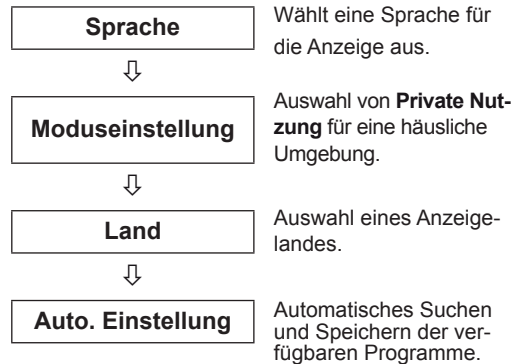 Sprache
Wählt eine Sprache für
die Anzeige aus.
Moduseinstellung
Auswahl von Private Nut-
zung für eine häusliche
Umgebung.
Land
Auswahl eines Anzeige-
landes.
Auto. Einstellung
Automatisches Suchen
und Speichern der ver-
fügbaren Programme.